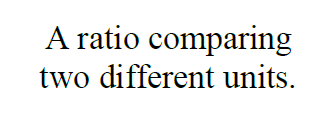 A ratio comparing
two different units.